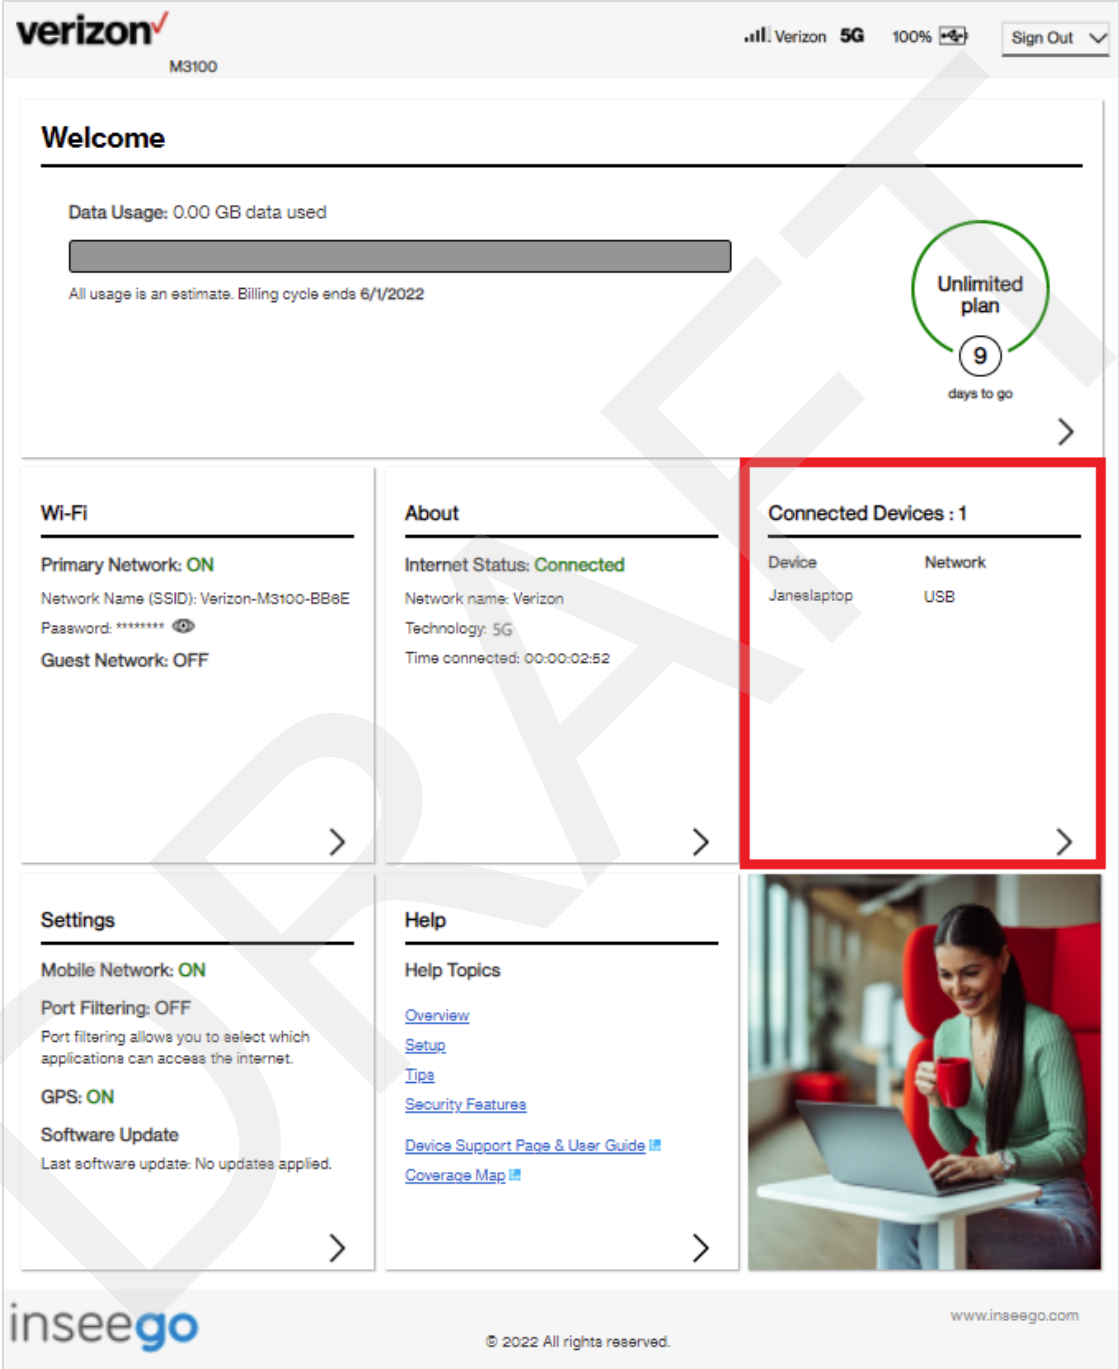 verizon
M3100
Verizon 5G 100% Sign Out
Welcome
Data Usage: 0.00 GB data used
All usage is an estimate. Billing cycle ends 6/1/2022
Unlimited
plan
9
days to go
Wi-Fi
Primary Network: ON
Network Name (SSID): Verizon-M3100-BB6E
Password: ********
Guest Network: OFF
About
Internet Status: Connected
Network name: Verizon
Technology: 5G
Time connected: 00:00:02:52
Connected Devices : 1
Device Network
Janeslaptop USB
Settings
Mobile Network: ON
Port Filtering: OFF
Port filtering allows you to select which
applications can access the internet.
GPS: ON
Software Update
Last software update: No updates applied.
Help
Help Topics
Overview
Setup
Tips
Security Features
Device Support Page & User Guide
Coverage Map
inseego
© 2022 All rights reserved.
www.inseego.com
DRAFT